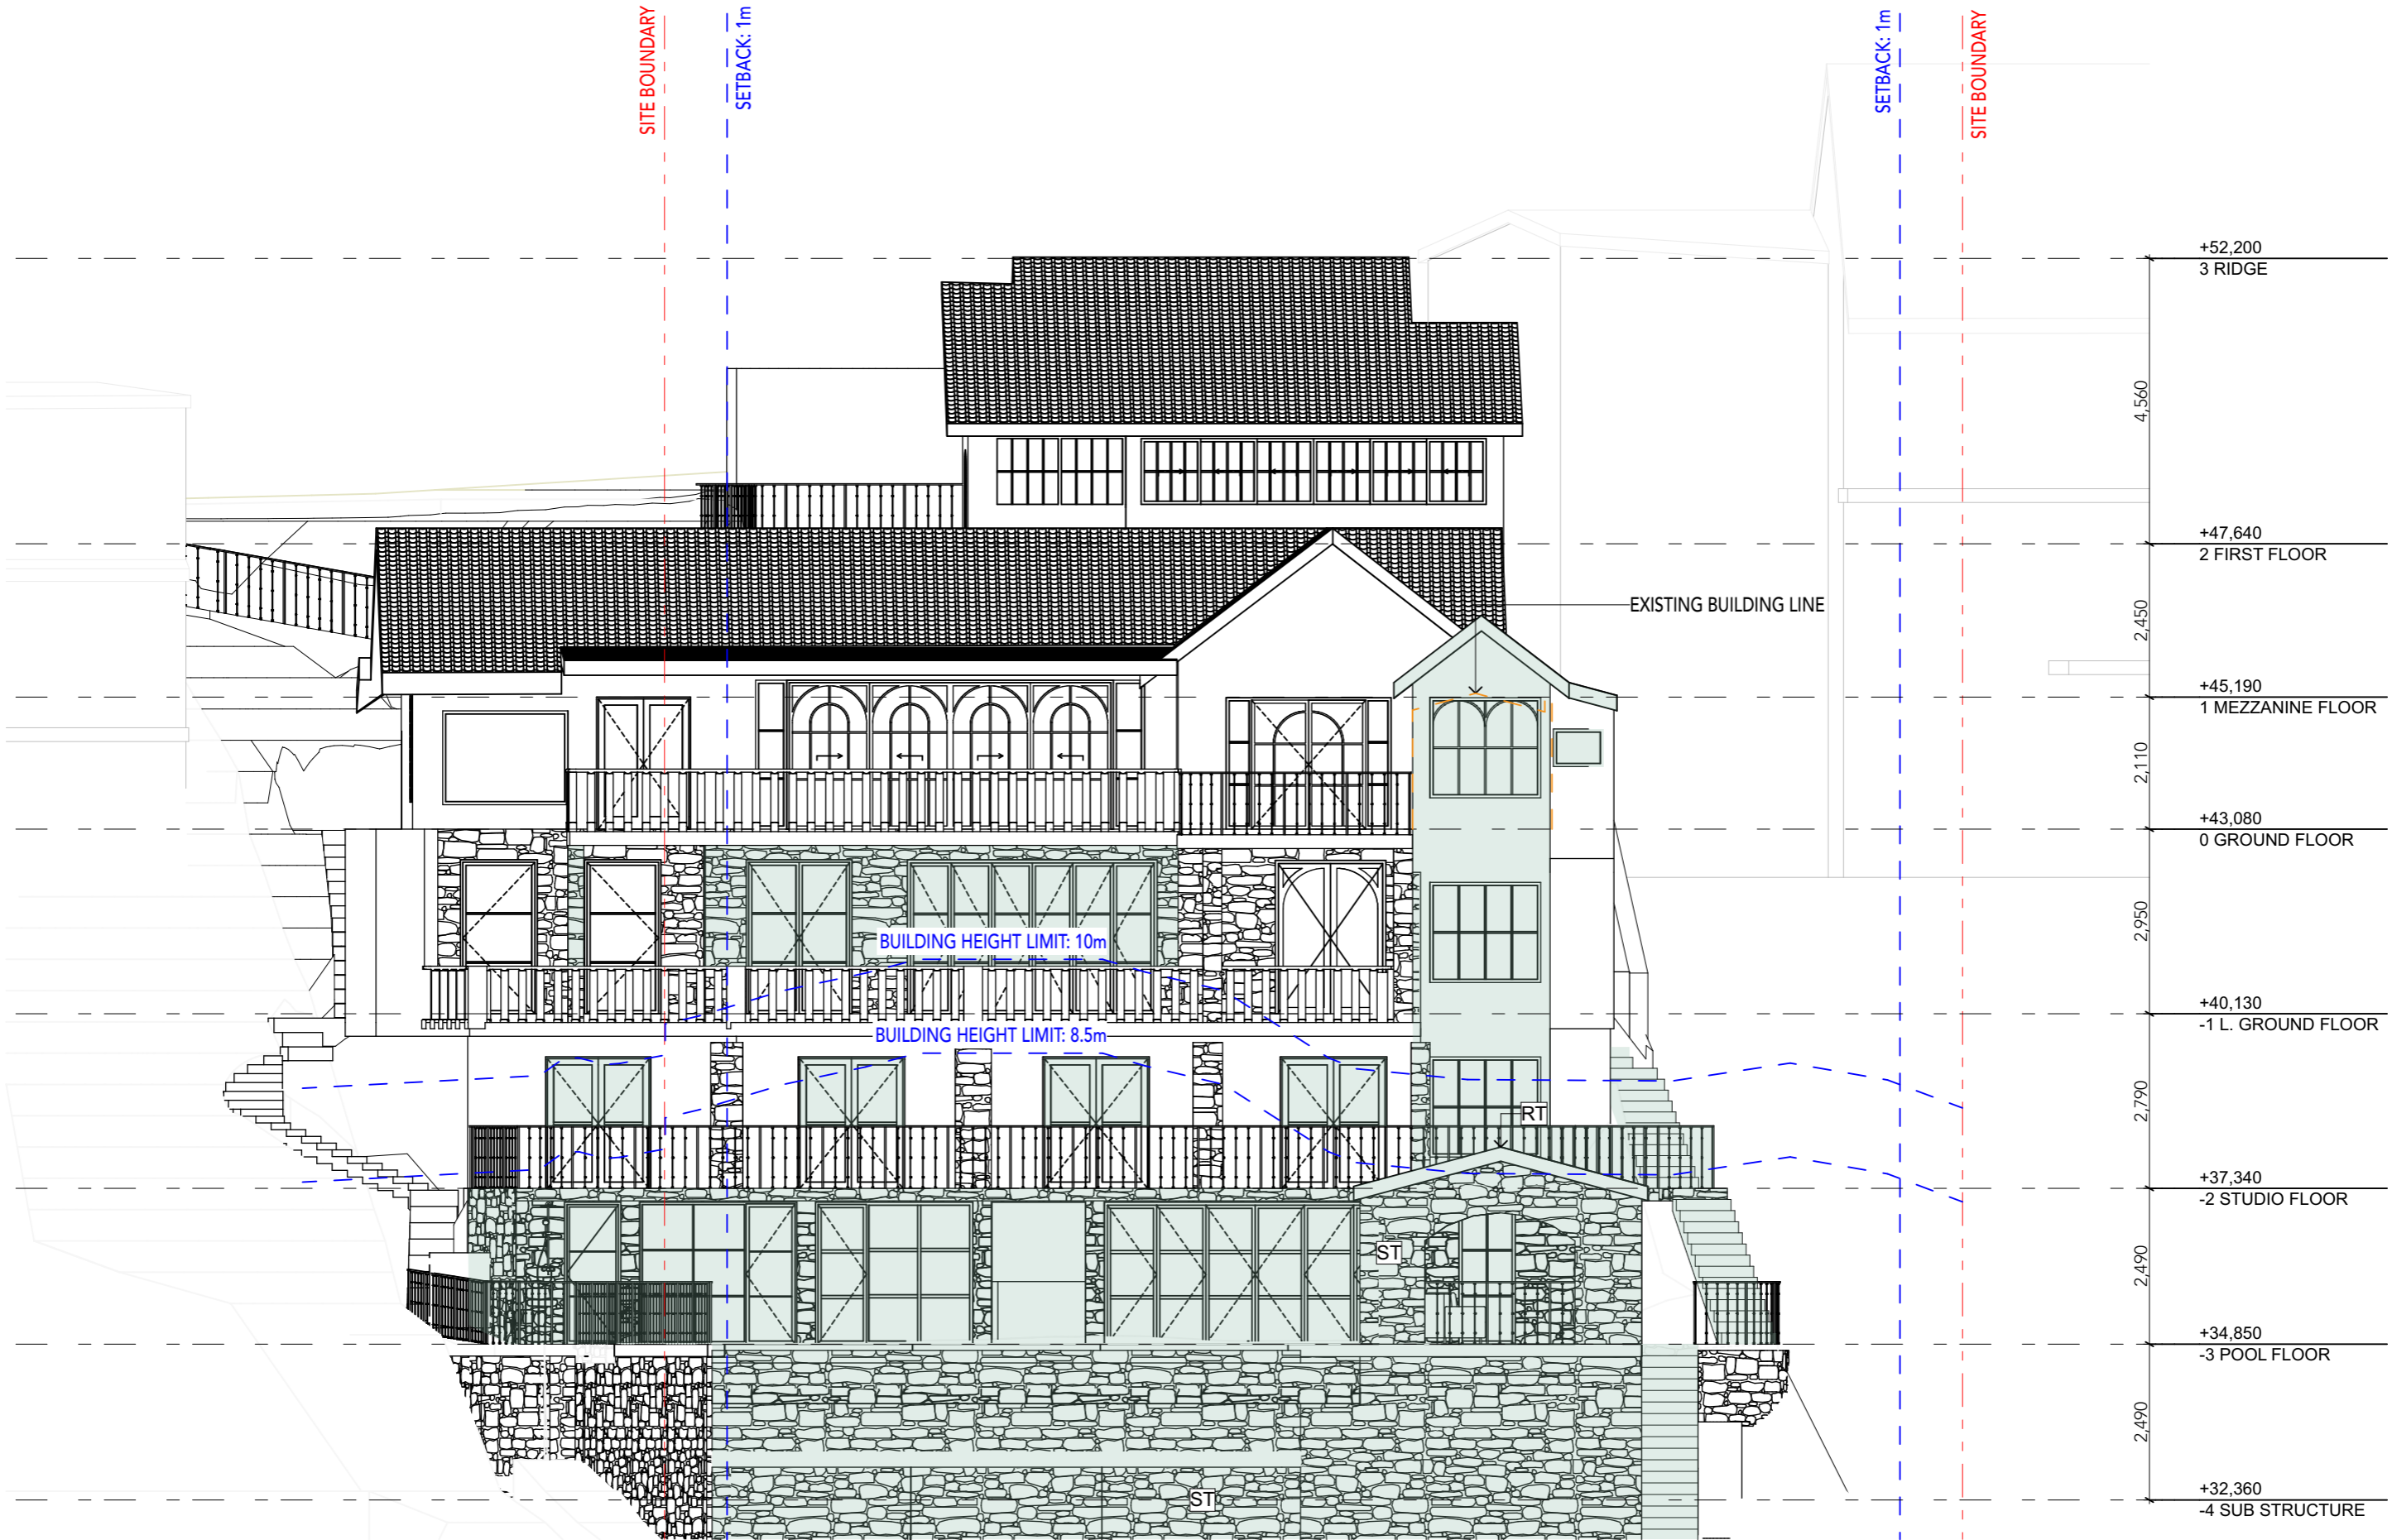 SITE BOUNDARY
SETBACK: 1m
SETBACK: 1m
SITE BOUNDARY
+52,200
3 RIDGE
4,560
+47,640
2 FIRST FLOOR
EXISTING BUILDING LINE
2,450
+45,190
1 MEZZANINE FLOOR
2,110
+43,080
0 GROUND FLOOR
2,950
BUILDING HEIGHT LIMIT: 10m
+40,130
-1 L. GROUND FLOOR
BUILDING HEIGHT LIMIT: 8.5m
2,790
RT
+37,340
-2 STUDIO FLOOR
ST
2,490
+34,850
-3 POOL FLOOR
2,490
ST
+32,360
-4 SUB STRUCTURE